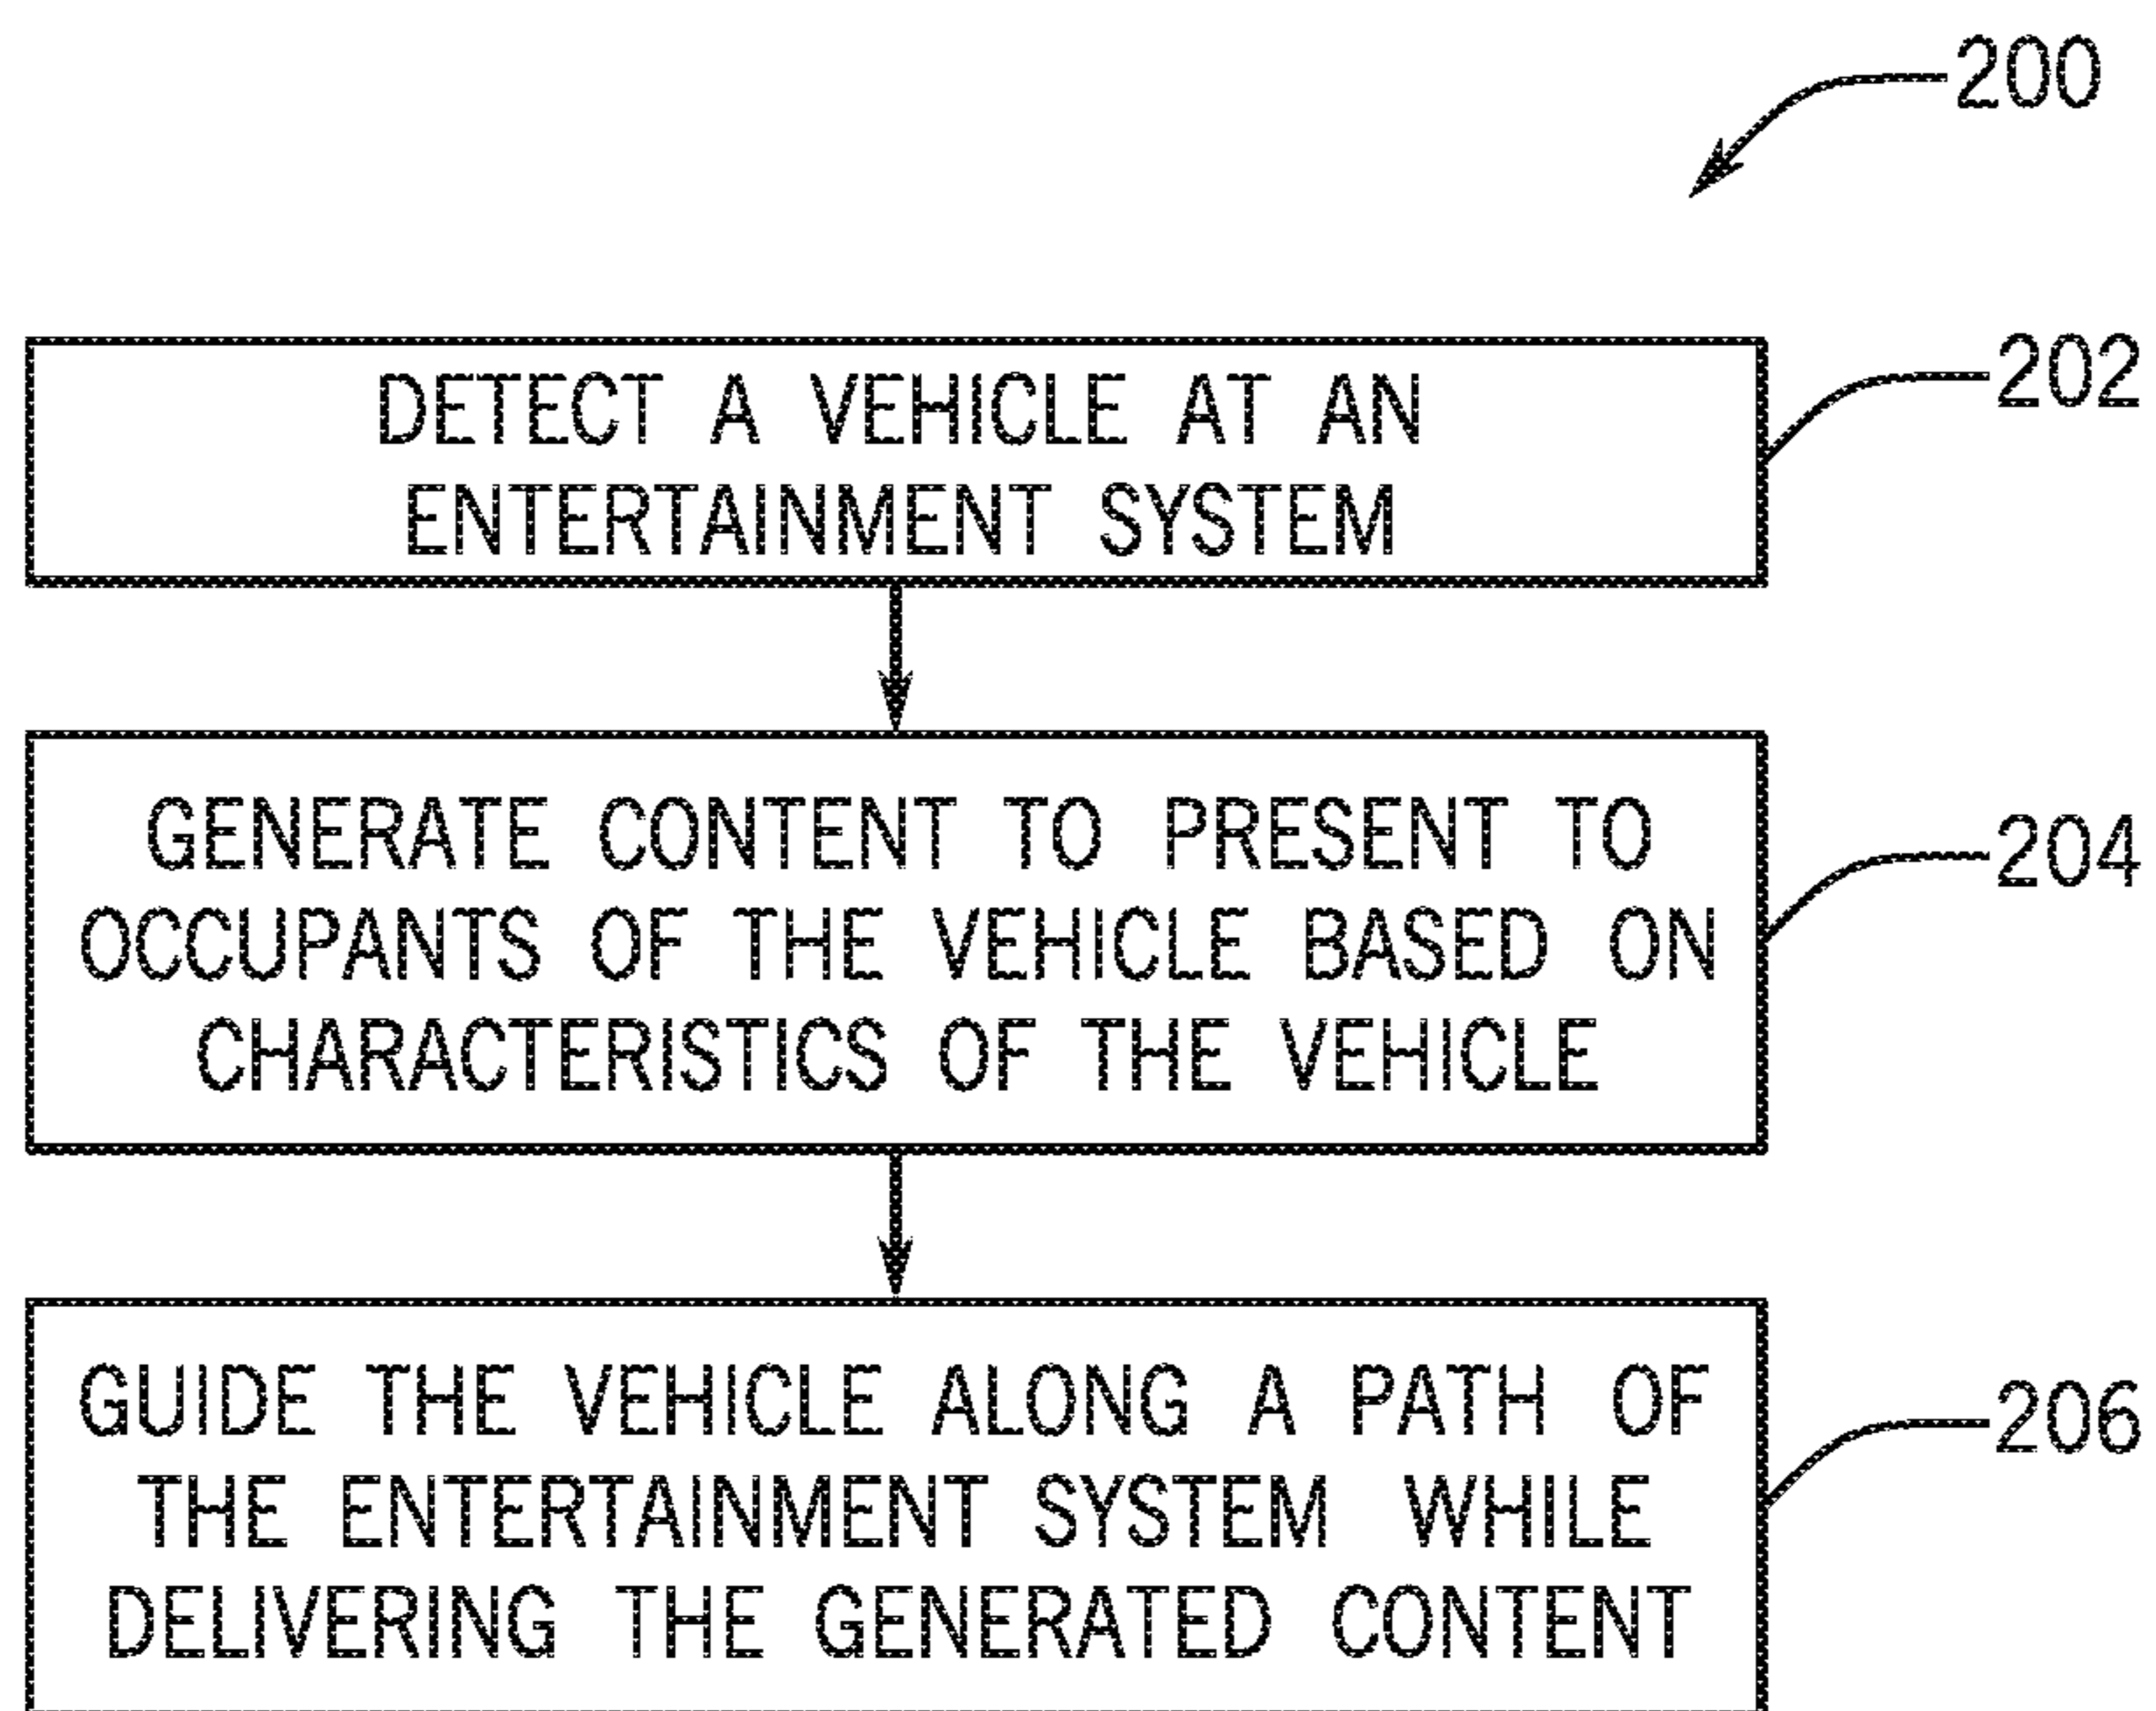 200
DETECT A VEHICLE AT AN
ENTERTAINMENT SYSTEM
202
GENERATE CONTENT TO PRESENT TO
OCCUPANTS OF THE VEHICLE BASED ON
CHARACTERISTICS OF THE VEHICLE
204
GUIDE THE VEHICLE ALONG A PATH OF
THE ENTERTAINMENT SYSTEM WHILE
DELIVERING THE GENERATED CONTENT
206